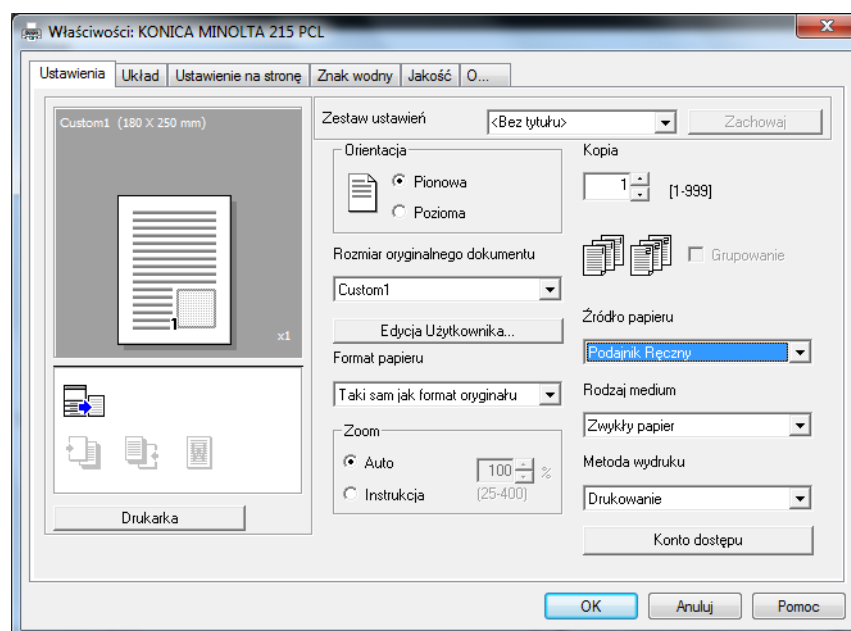 Właściwości: KONICA MINOLTA 215 PCL
Ustawienia Układ Ustawienie na stronę Znak wodny Jakość O...
Custom1 (180 X 250 mm)
1
x1
Drukarka
Zestaw ustawień <Bez tytułu> Zachowaj
Orientacja
Pionowa
Pozioma
Rozmiar oryginalnego dokumentu
Custom1
Edycja Użytkownika...
Format papieru
Taki sam jak format oryginału
Zoom
Auto
100 %
Instrukcja
(25-400)
Kopia
1 [1-999]
Grupowanie
Źródło papieru
Podajnik Ręczny
Rodzaj medium
Zwykły papier
Metoda wydruku
Drukowanie
Konto dostępu
OK Anuluj Pomoc